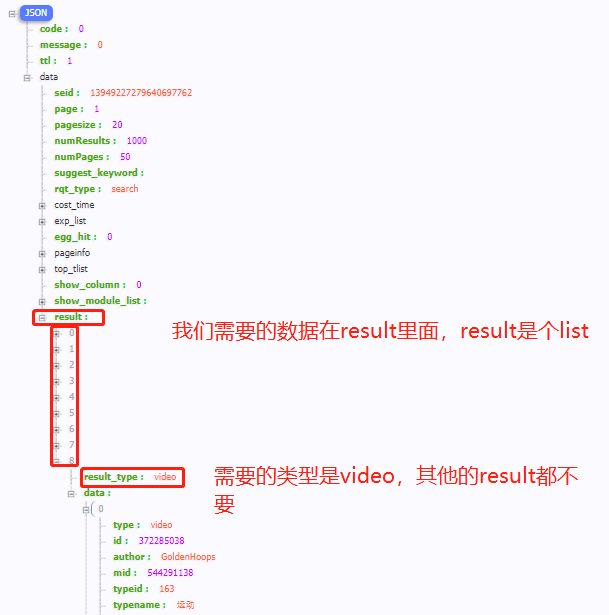 JSON
code : 0
message : 0
ttl : 1
data
seid : 13949227279640697762
page : 1
pagesize : 20
numResults : 1000
numPages : 50
suggest_keyword :
rqt_type : search
cost_time
exp_list
egg_hit : 0
pageinfo
top_tlist
show_column : 0
show_module_list :
result :
我们需要的数据在result里面，result是个list
0
1
2
3
4
5
6
7
8
result_type : video
需要的类型是video，其他的result都不
要
data :
0
type : video
id : 372285038
author : GoldenHoops
mid : 544291138
typeid : 163
typename : 运动